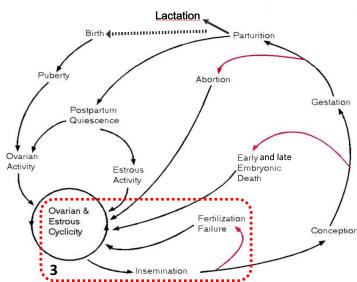 Lactation
Birth
Parturition
Puberty
Abortion
Gestation
Postpartum
Quiescence
Ovarian
Activity
Estrous
Activity
Early and late
Embryonic
Death
Ovarian &
Estrous
Cyclicity
Fertilization
Failure
Conception
3
Insemination